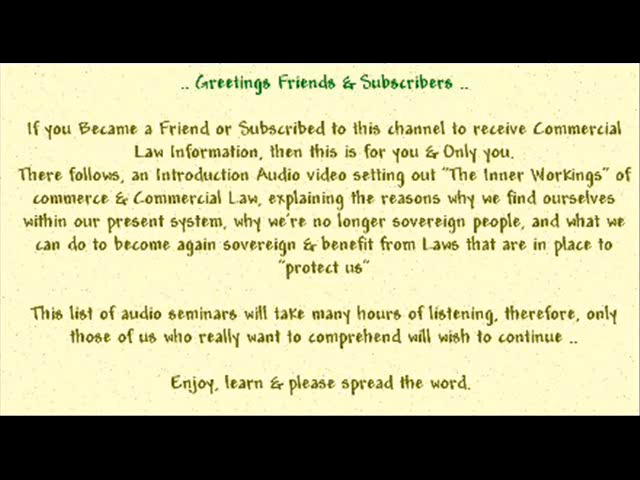 .. Greetings Friends & Subscribers ..
If you Became a Friend or Subscribed to this channel to receive Commercial
Law Information, then this is for you & Only you.
There follows, an Introduction Audio video setting out "The Inner Workings" of
commerce & Commercial Law, explaining the reasons why we find ourselves
within our present system, why we're no longer sovereign people, and what we
can do to become again sovereign & benefit from Laws that are in place to
"protect us"
This list of audio seminars will take many hours of listening, therefore, only
those of us who really want to comprehend will wish to continue ..
Enjoy, learn & please spread the word.